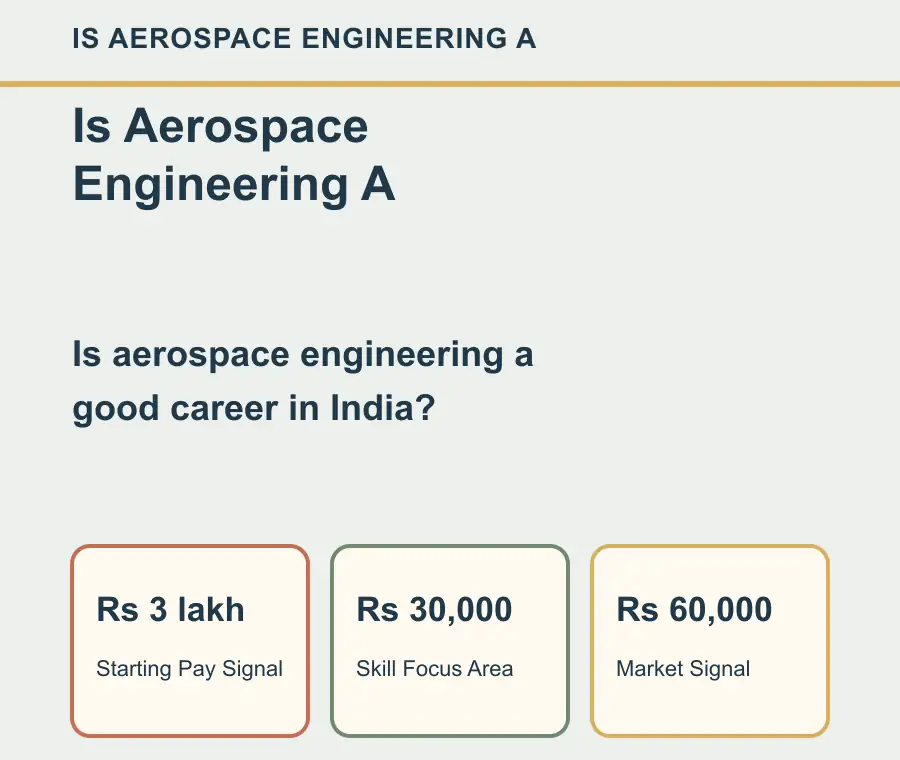 IS AEROSPACE ENGINEERING A
Is Aerospace
Engineering A
Is aerospace engineering a
good career in India?
Rs 3 lakh
Starting Pay Signal
Rs 30,000
Skill Focus Area
Rs 60,000
Market Signal